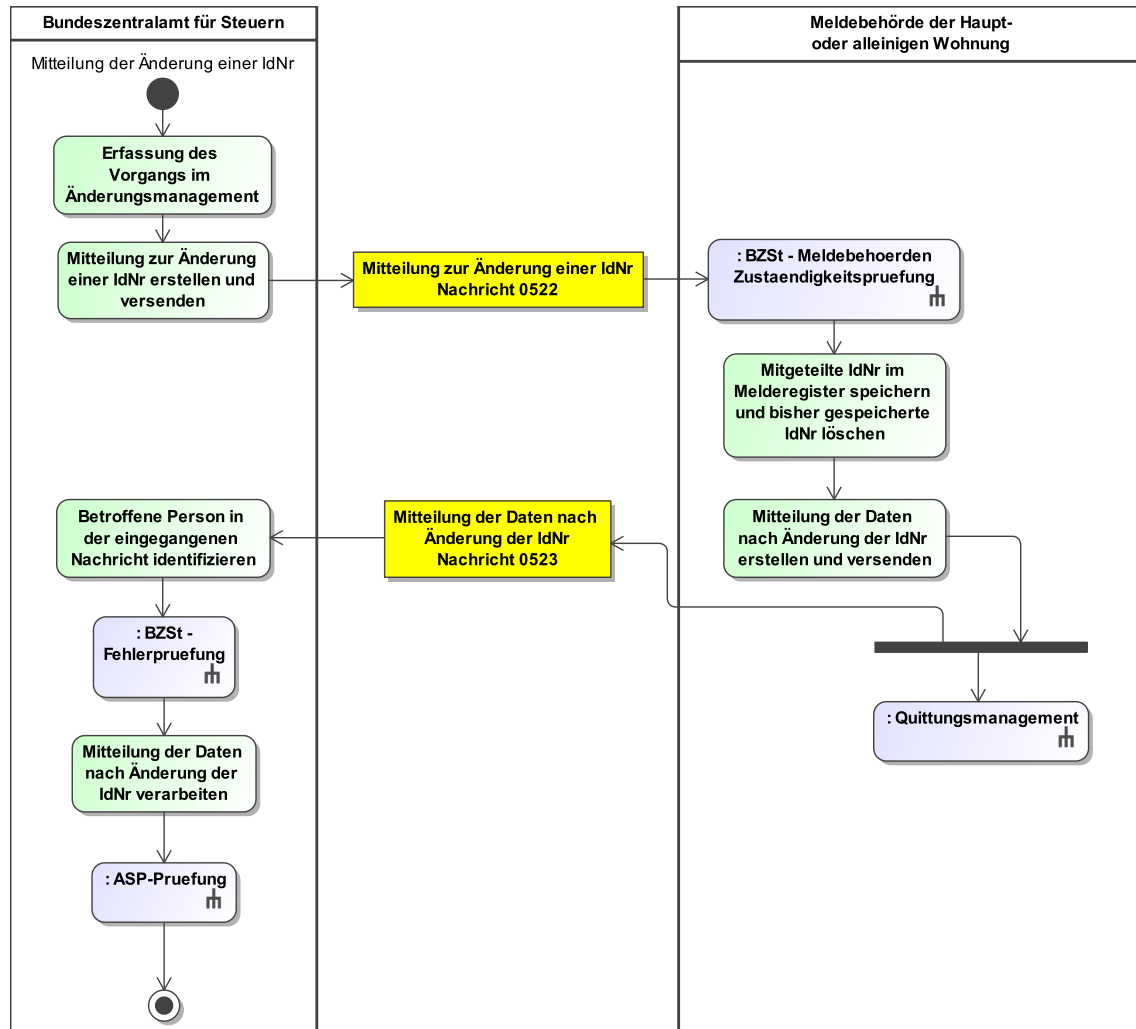 Bundeszentralamt für Steuern
Meldebehörde der Haupt-
oder alleinigen Wohnung
Mitteilung der Änderung einer IdNr
Erfassung des
Vorgangs im
Änderungsmanagement
Mitteilung zur Änderung
einer IdNr erstellen und
versenden
Mitteilung zur Änderung einer IdNr
Nachricht 0522
: BZSt - Meldebehoerden
Zustaendigkeitspruefung
Mitgeteilte IdNr im
Melderegister speichern
und bisher gespeicherte
IdNr löschen
Mitteilung der Daten
nach Änderung der IdNr
erstellen und versenden
Mitteilung der Daten nach
Änderung der IdNr
Nachricht 0523
Betroffene Person in
der eingegangenen
Nachricht identifizieren
: BZSt -
Fehlerpruefung
: Quittungsmanagement
Mitteilung der Daten
nach Änderung der
IdNr verarbeiten
: ASP-Pruefung